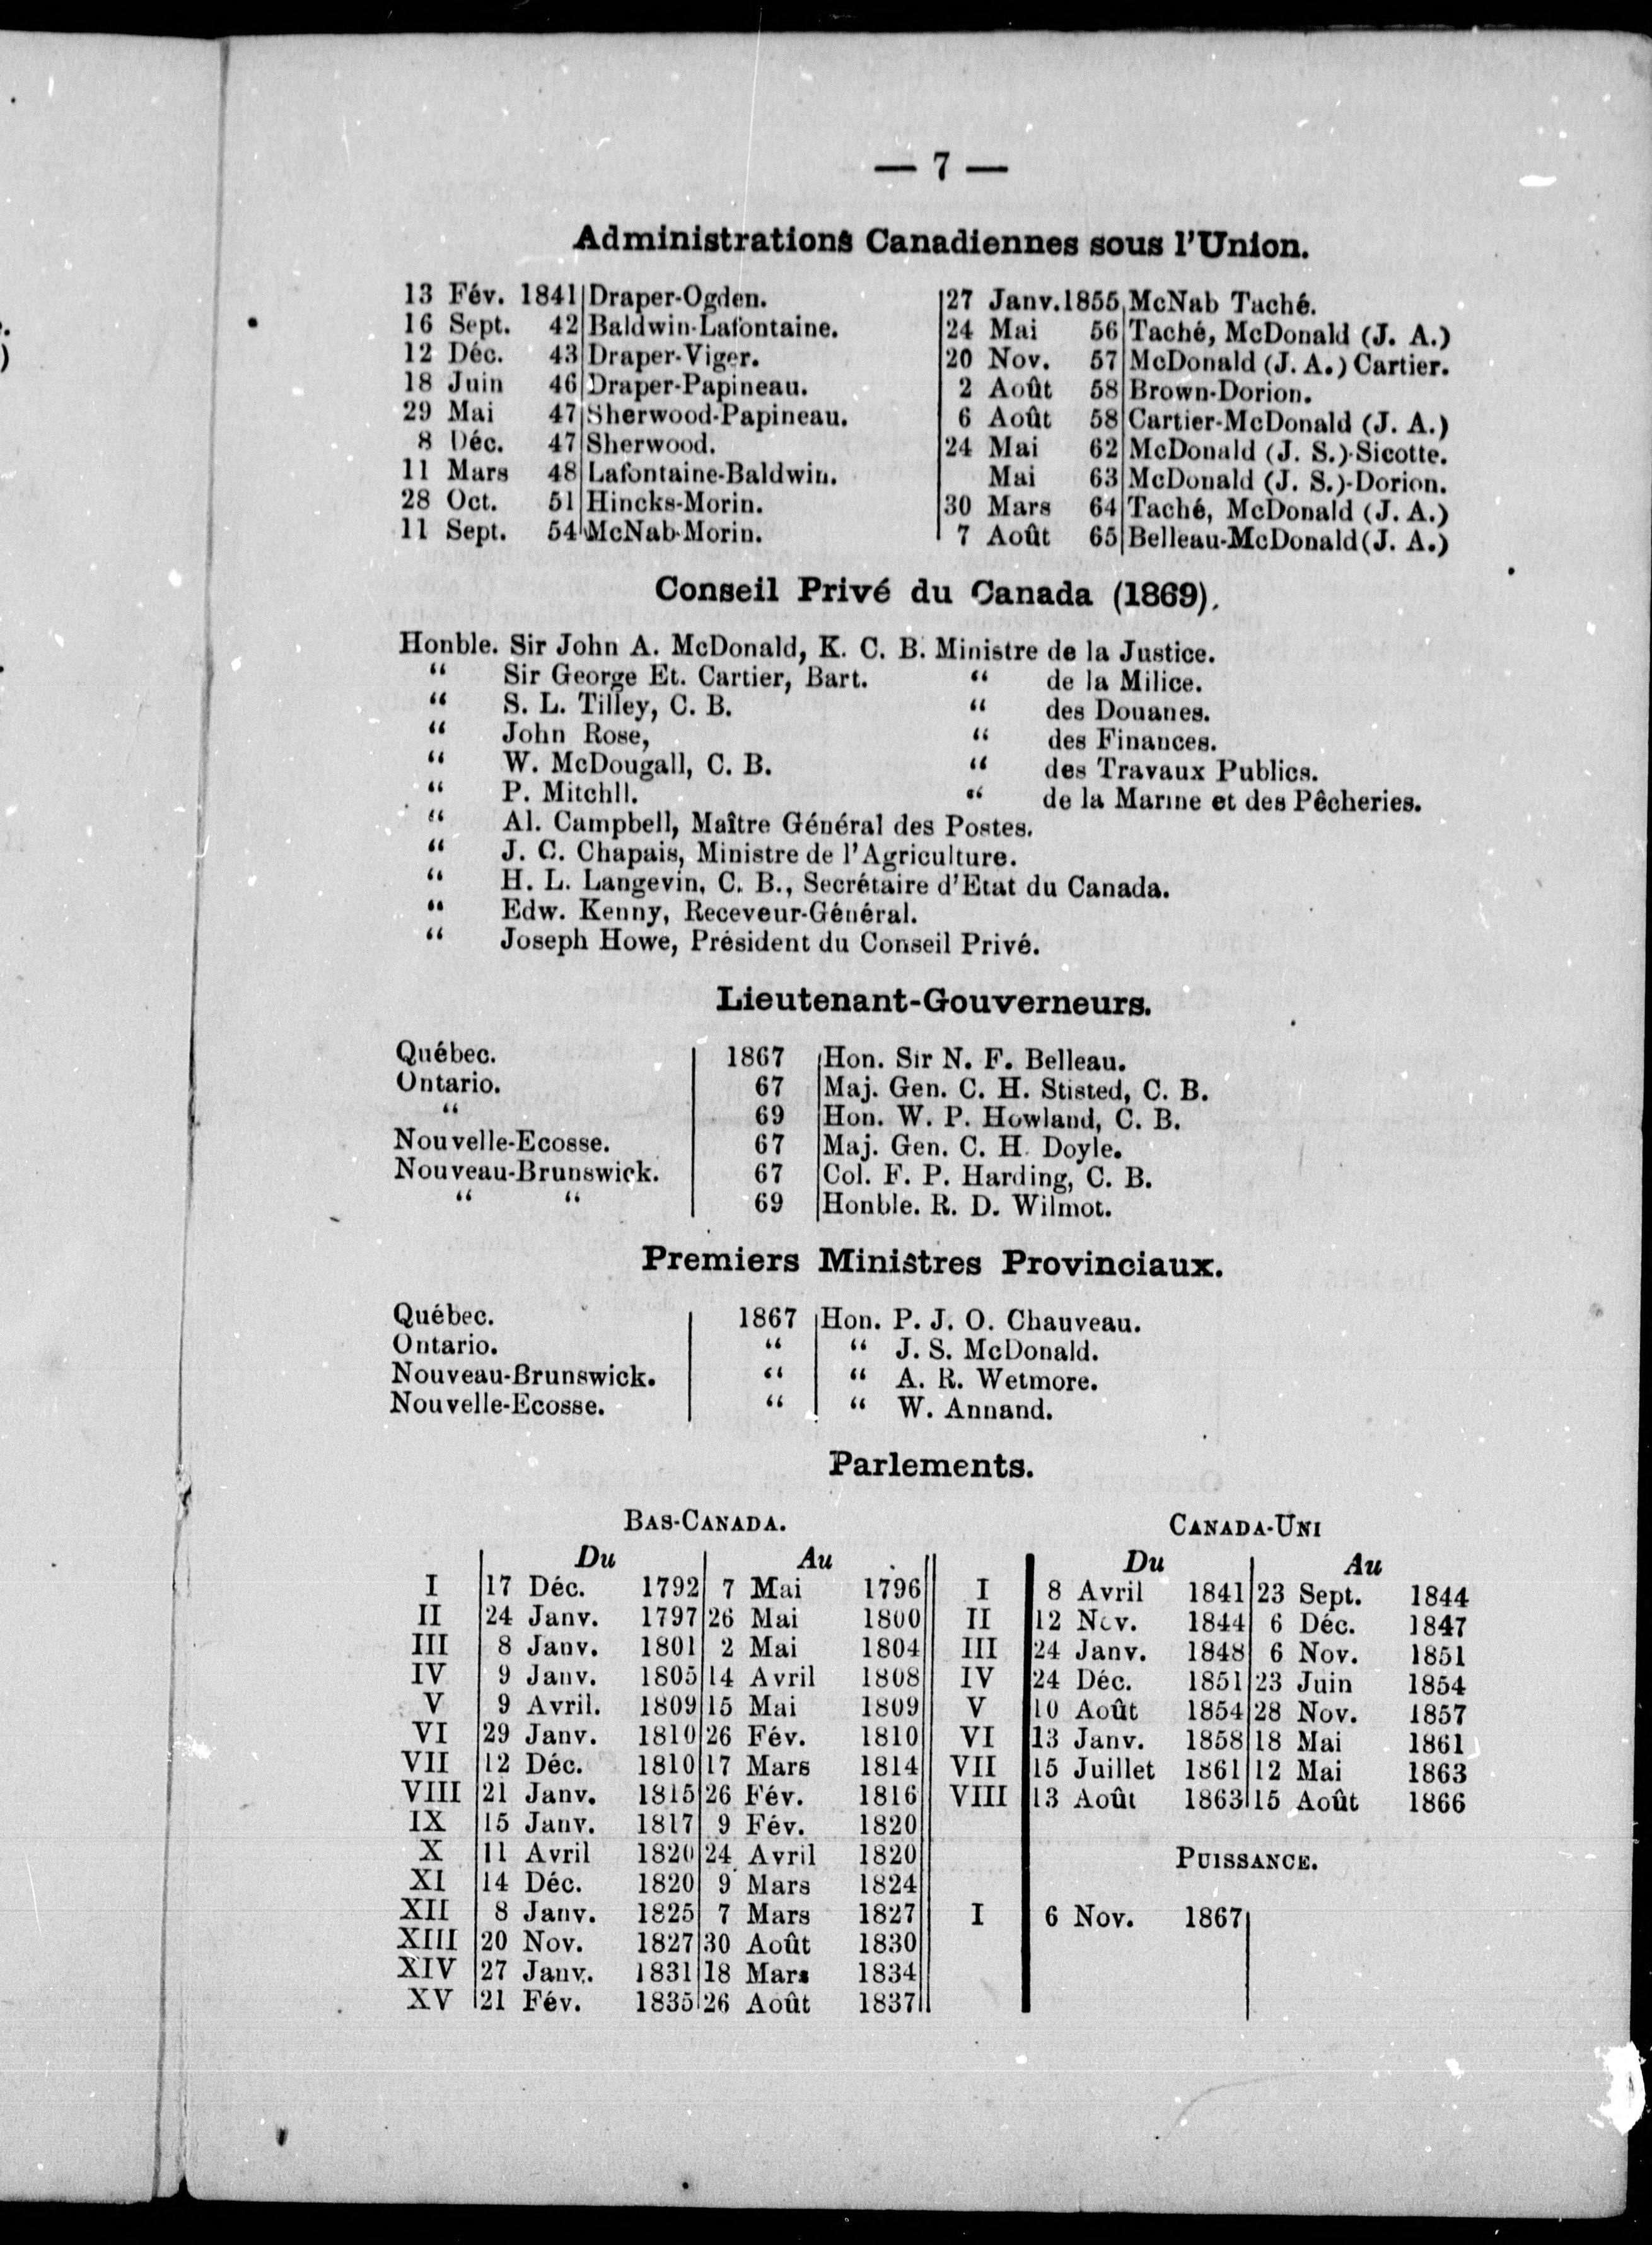 — 7 —
Administrations Canadiennes sous l'Union.
13 Fév. 1841 Draper-Ogden.
16 Sept. 42 Baldwin-Lafontaine.
12 Déc. 43 Draper-Viger.
18 Juin 46 Draper-Papineau.
29 Mai 47 Sherwood-Papineau.
8 Déc. 47 Sherwood.
11 Mars 48 Lafontaine-Baldwin.
28 Oct. 51 Hincks-Morin.
11 Sept. 54 McNab-Morin.
27 Janv. 1855 McNab Taché.
24 Mai 56 Taché, McDonald (J. A.)
20 Nov. 57 McDonald (J. A.) Cartier.
2 Août 58 Brown-Dorion.
6 Août 58 Cartier-McDonald (J. A.)
24 Mai 62 McDonald (J. S.)-Sicotte.
Mai 63 McDonald (J. S.)-Dorion.
30 Mars 64 Taché, McDonald (J. A.)
7 Août 65 Belleau-McDonald (J. A.)
Conseil Privé du Canada (1869).
Honble. Sir John A. McDonald, K. C. B. Ministre de la Justice.
“ Sir George Et. Cartier, Bart. “ de la Milice.
“ S. L. Tilley, C. B. “ des Douanes.
“ John Rose, “ des Finances.
“ W. McDougall, C. B. “ des Travaux Publics.
“ P. Mitchll. “ de la Marine et des Pêcheries.
“ Al. Campbell, Maître Général des Postes.
“ J. C. Chapais, Ministre de l'Agriculture.
“ H. L. Langevin, C. B., Secrétaire d'Etat du Canada.
“ Edw. Kenny, Receveur-Général.
“ Joseph Howe, Président du Conseil Privé.
Lieutenant-Gouverneurs.
Québec. 1867 Hon. Sir N. F. Belleau.
Ontario. 67 Maj. Gen. C. H. Stisted, C. B.
“ 69 Hon. W. P. Howland, C. B.
Nouvelle-Ecosse. 67 Maj. Gen. C. H. Doyle.
Nouveau-Brunswick. 67 Col. F. P. Harding, C. B.
“ “ 69 Honble. R. D. Wilmot.
Premiers Ministres Provinciaux.
Québec. 1867 Hon. P. J. O. Chauveau.
Ontario. “ “ J. S. McDonald.
Nouveau-Brunswick. “ “ A. R. Wetmore.
Nouvelle-Ecosse. “ “ W. Annand.
Parlements.
BAS-CANADA.
Du Au
I 17 Déc. 1792 7 Mai 1796
II 24 Janv. 1797 26 Mai 1800
III 8 Janv. 1801 2 Mai 1804
IV 9 Janv. 1805 14 Avril 1808
V 9 Avril. 1809 15 Mai 1809
VI 29 Janv. 1810 26 Fév. 1810
VII 12 Déc. 1810 17 Mars 1814
VIII 21 Janv. 1815 26 Fév. 1816
IX 15 Janv. 1817 9 Fév. 1820
X 11 Avril 1820 24 Avril 1820
XI 14 Déc. 1820 9 Mars 1824
XII 8 Janv. 1825 7 Mars 1827
XIII 20 Nov. 1827 30 Août 1830
XIV 27 Janv. 1831 18 Mars 1834
XV 21 Fév. 1835 26 Août 1837
CANADA-UNI
Du Au
I 8 Avril 1841 23 Sept. 1844
II 12 Nov. 1844 6 Déc. 1847
III 24 Janv. 1848 6 Nov. 1851
IV 24 Déc. 1851 23 Juin 1854
V 10 Août 1854 28 Nov. 1857
VI 13 Janv. 1858 18 Mai 1861
VII 15 Juillet 1861 12 Mai 1863
VIII 13 Août 1863 15 Août 1866
PUISSANCE.
I 6 Nov. 1867